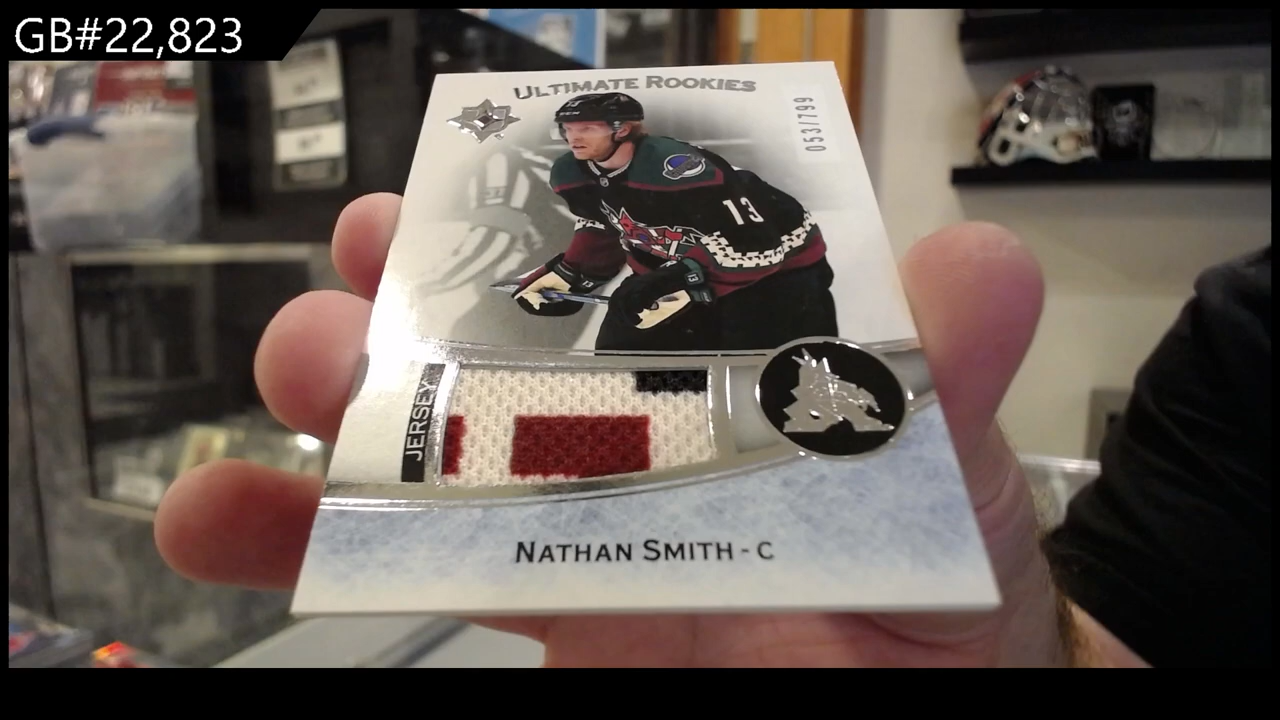 GB#22,823
ULTIMATE ROOKIES
053/799
13
JERSEY
NATHAN SMITH - C